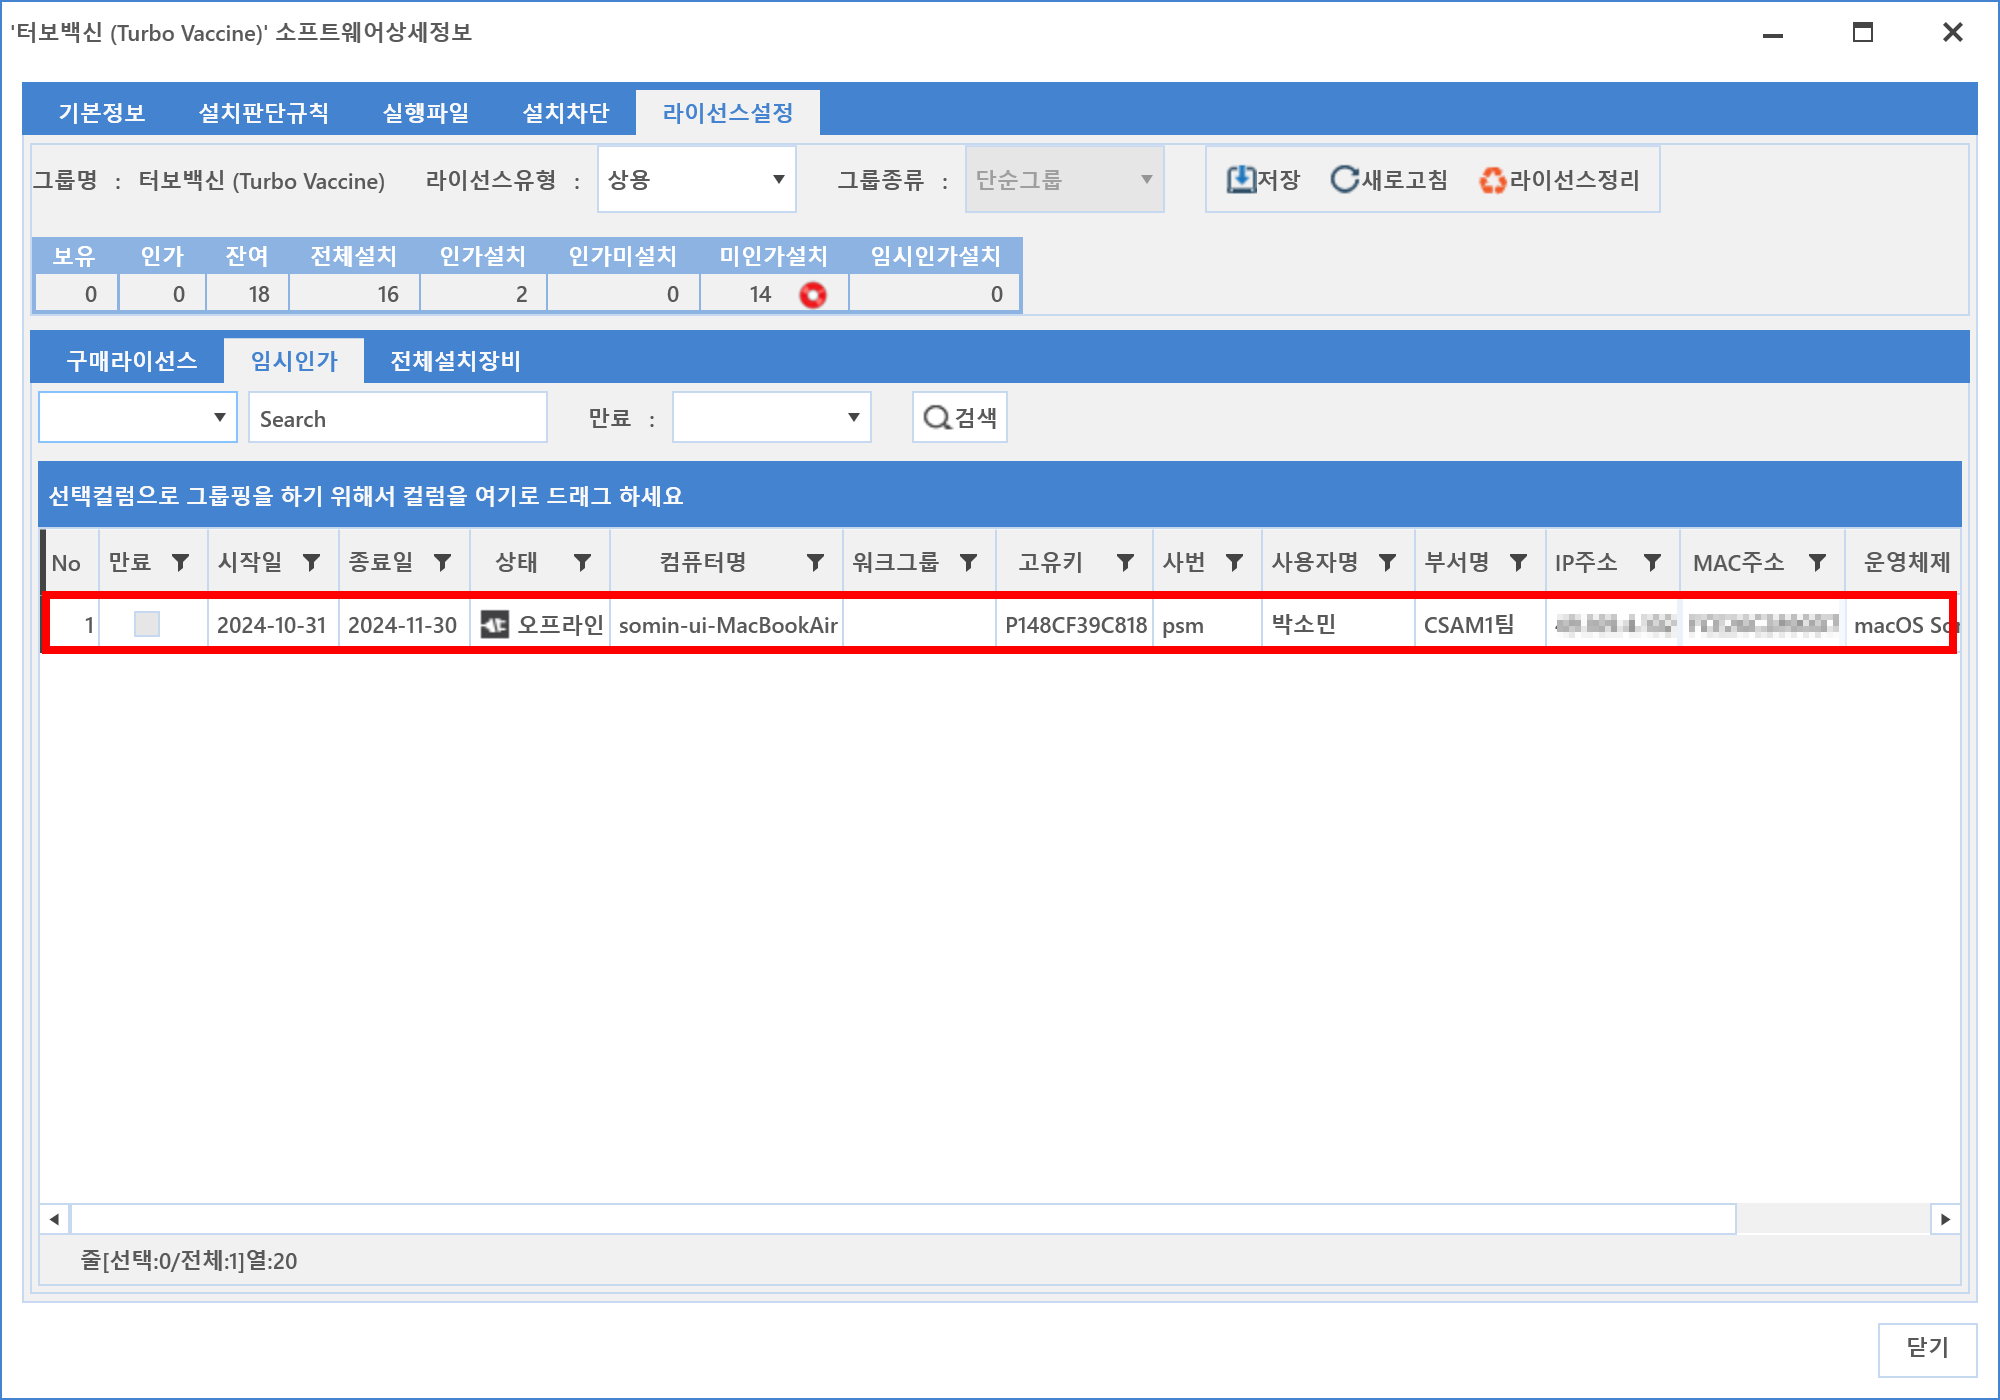 '터보백신 (Turbo Vaccine)' 소프트웨어상세정보
기본정보 설치판단규칙 실행파일 설치차단 라이선스설정
그룹명 : 터보백신 (Turbo Vaccine) 라이선스유형 : 상용 그룹종류 : 단순그룹 저장 새로고침 라이선스정리
보유 인가 잔여 전체설치 인가설치 인가미설치 미인가설치 임시인가설치
0 0 18 16 2 0 14 0
구매라이선스 임시인가 전체설치장비
Search 만료 : 검색
선택컬럼으로 그룹핑을 하기 위해서 컬럼을 여기로 드래그 하세요
No 만료 시작일 종료일 상태 컴퓨터명 워크그룹 고유키 사번 사용자명 부서명 IP주소 MAC주소 운영체제
1 2024-10-31 2024-11-30 오프라인 somin-ui-MacBookAir P148CF39C818 psm 박소민 CSAM1팀 macOS
줄[선택:0/전체:1]열:20
닫기